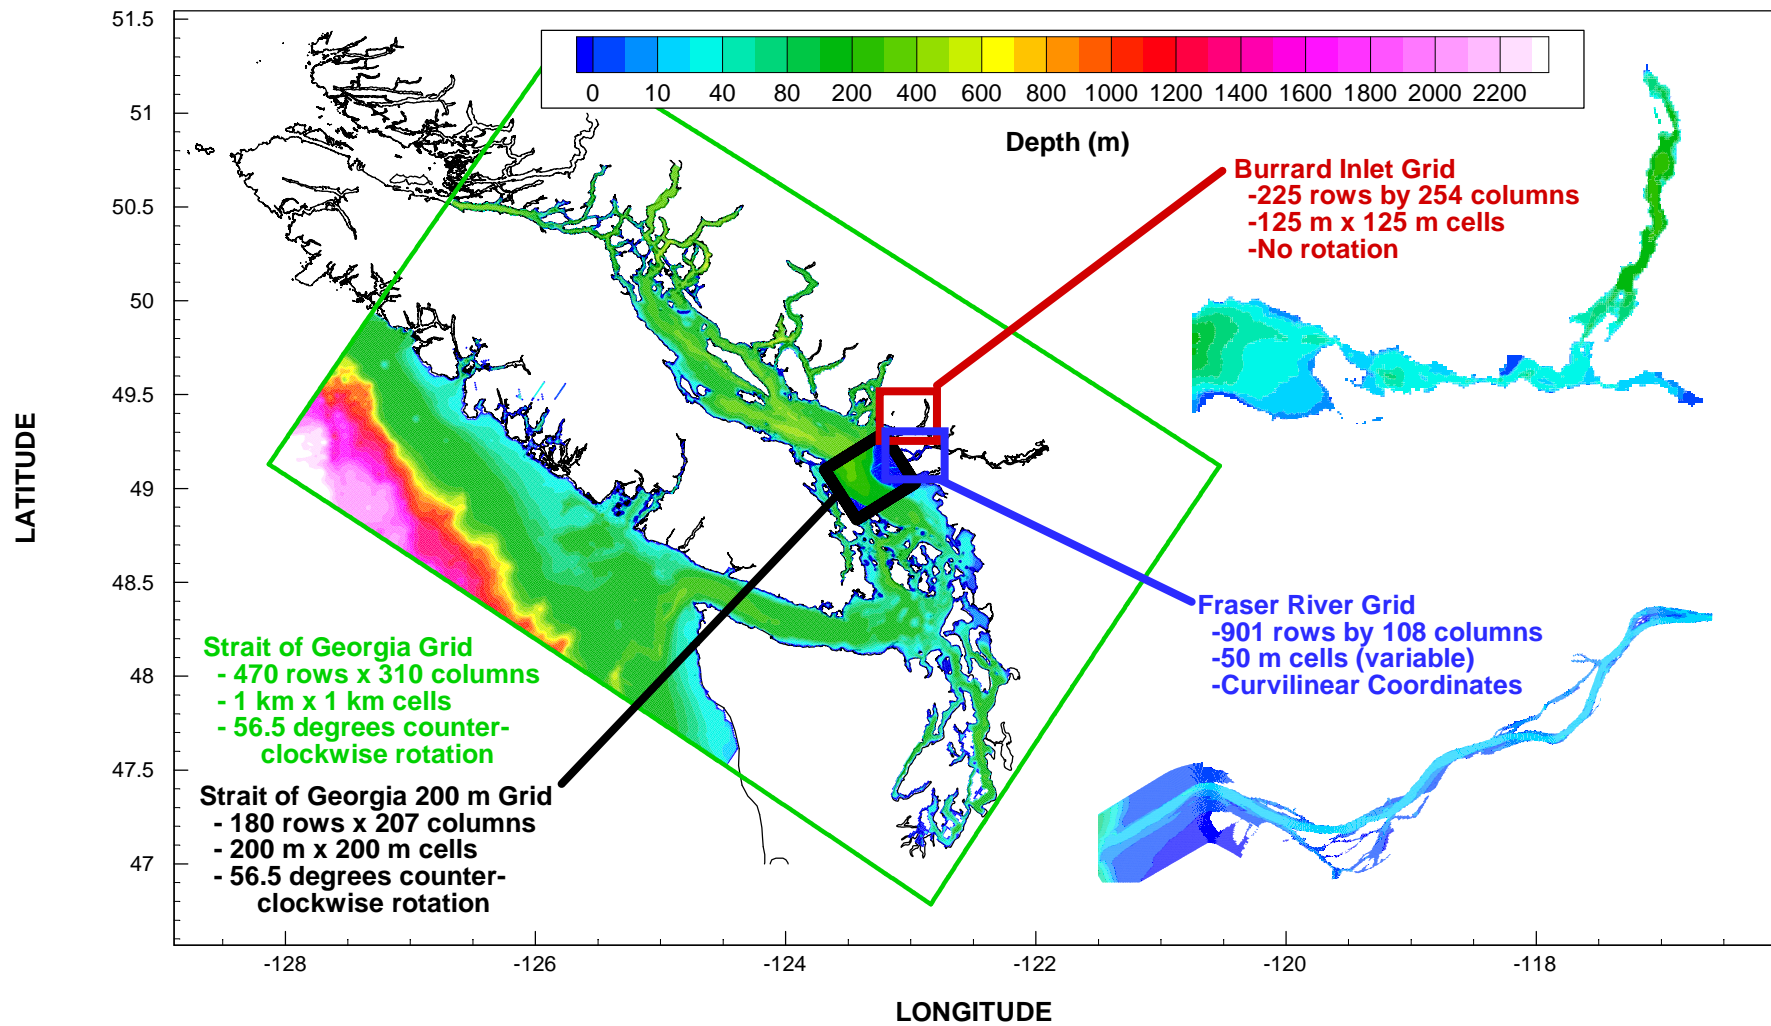 51.5
51
50.5
50
49.5
49
48.5
48
47.5
47
LATITUDE
0 10 40 80 200 400 600 800 1000 1200 1400 1600 1800 2000 2200
Depth (m)
Burrard Inlet Grid
-225 rows by 254 columns
-125 m x 125 m cells
-No rotation
Fraser River Grid
-901 rows by 108 columns
-50 m cells (variable)
-Curvilinear Coordinates
Strait of Georgia Grid
- 470 rows x 310 columns
- 1 km x 1 km cells
- 56.5 degrees counter-
clockwise rotation
Strait of Georgia 200 m Grid
- 180 rows x 207 columns
- 200 m x 200 m cells
- 56.5 degrees counter-
clockwise rotation
-128 -126 -124 -122 -120 -118
LONGITUDE